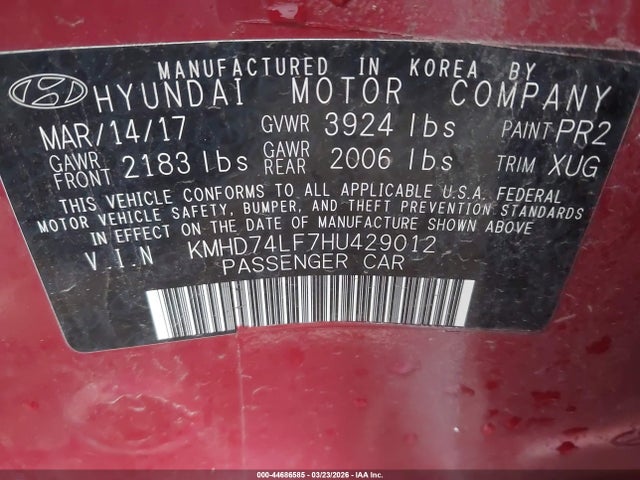 MANUFACTURED IN KOREA BY
HYUNDAI MOTOR COMPANY
MAR/14/17 GVWR 3924 lbs PAINT PR2
GAWR FRONT 2183 lbs GAWR REAR 2006 lbs TRIM XUG
THIS VEHICLE CONFORMS TO ALL APPLICABLE U.S.A. FEDERAL
MOTOR VEHICLE SAFETY, BUMPER, AND THEFT PREVENTION STANDARDS
IN EFFECT ON THE DATE OF MANUFACTURE SHOWN ABOVE
VIN KMHD74LF7HU429012
PASSENGER CAR
000-44686585 - 03/23/2026 - IAA Inc.